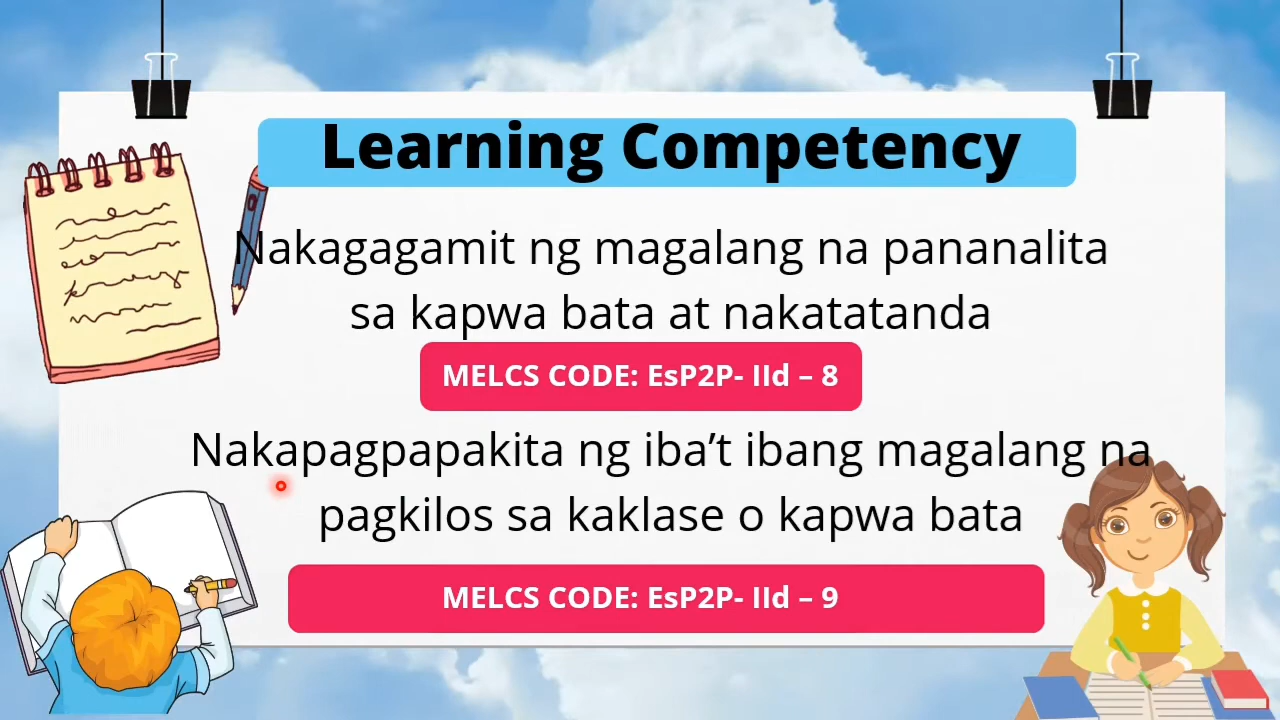 Learning Competency
Nakagagamit ng magalang na pananalita
sa kapwa bata at nakatatanda
MELCS CODE: EsP2P- IId – 8
Nakapagpapakita ng iba’t ibang magalang na
pagkilos sa kaklase o kapwa bata
MELCS CODE: EsP2P- IId – 9